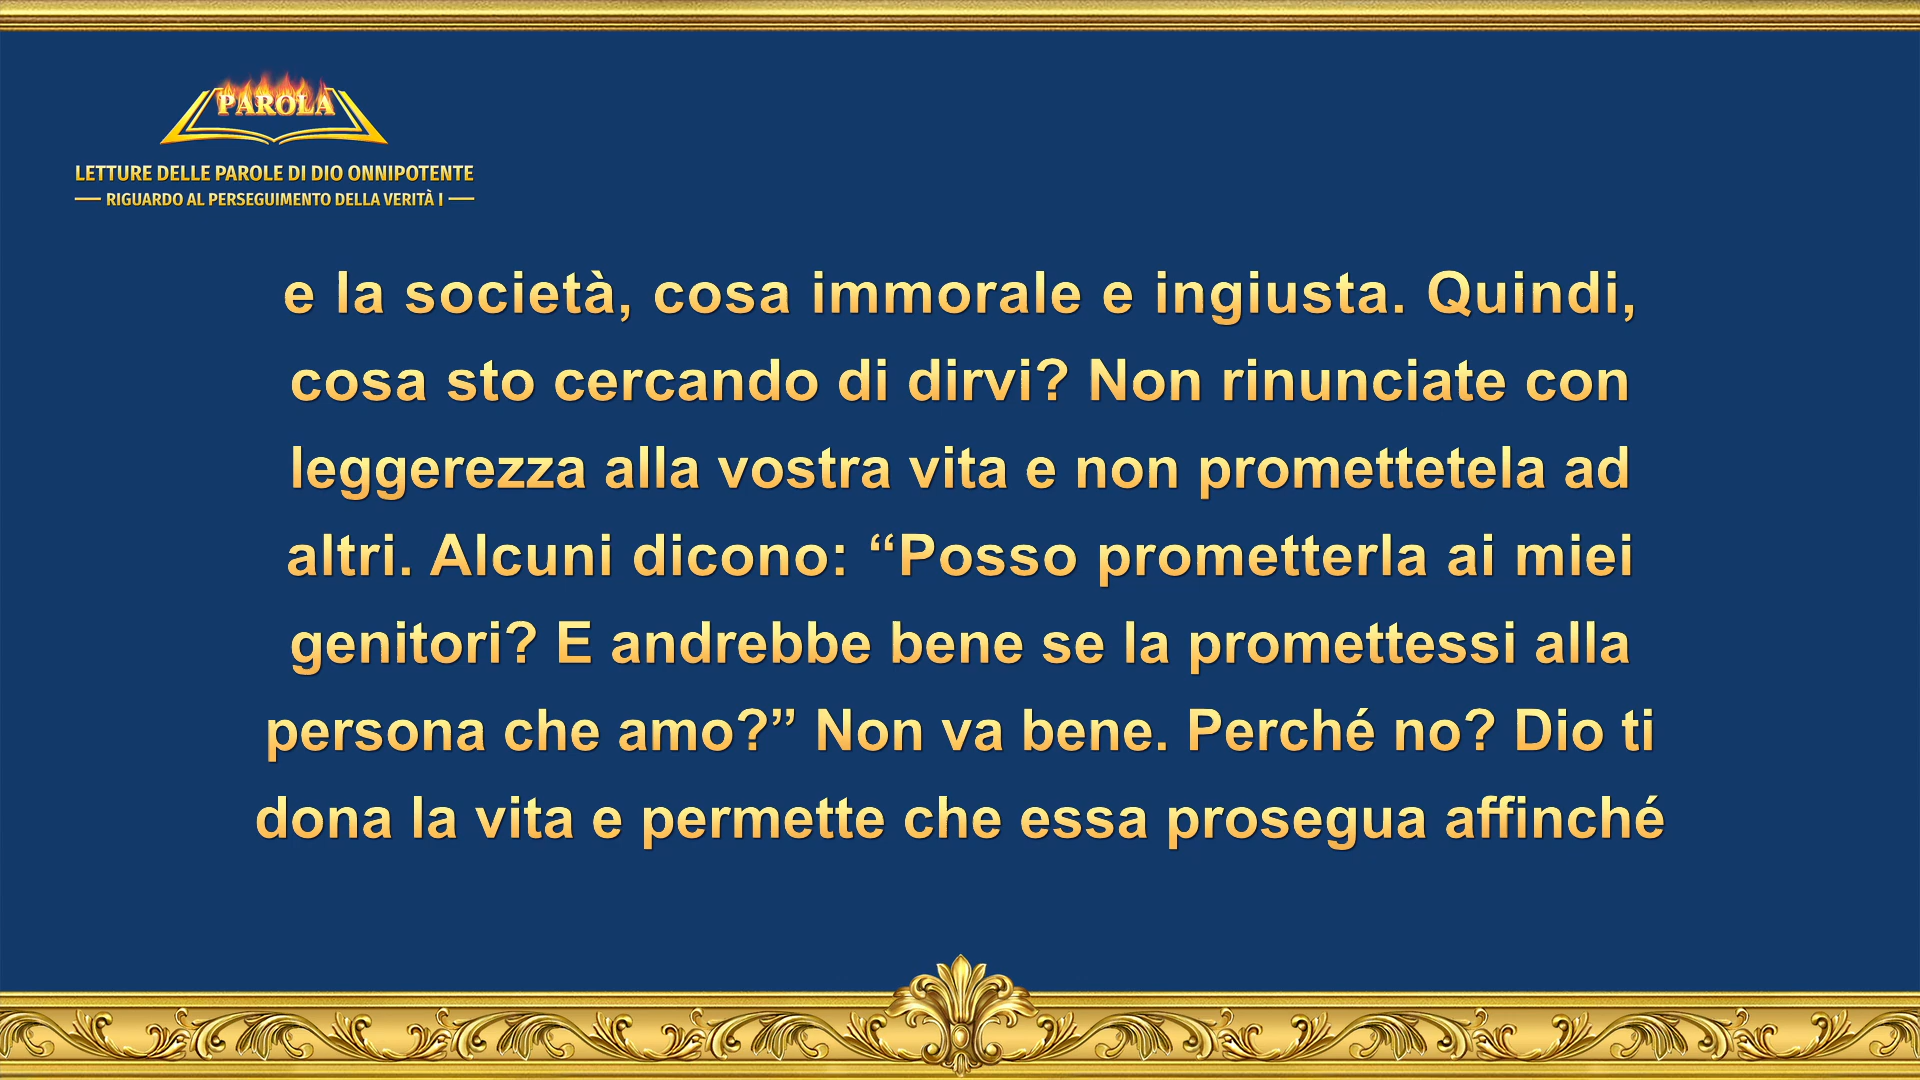 PAROLA
LETTURE DELLE PAROLE DI DIO ONNIPOTENTE
RIGUARDO AL PERSEGUIMENTO DELLA VERITÀ I
e la società, cosa immorale e ingiusta. Quindi,
cosa sto cercando di dirvi? Non rinunciate con
leggerezza alla vostra vita e non promettetela ad
altri. Alcuni dicono: “Posso prometterla ai miei
genitori? E andrebbe bene se la promettessi alla
persona che amo?” Non va bene. Perché no? Dio ti
dona la vita e permette che essa prosegua affinché